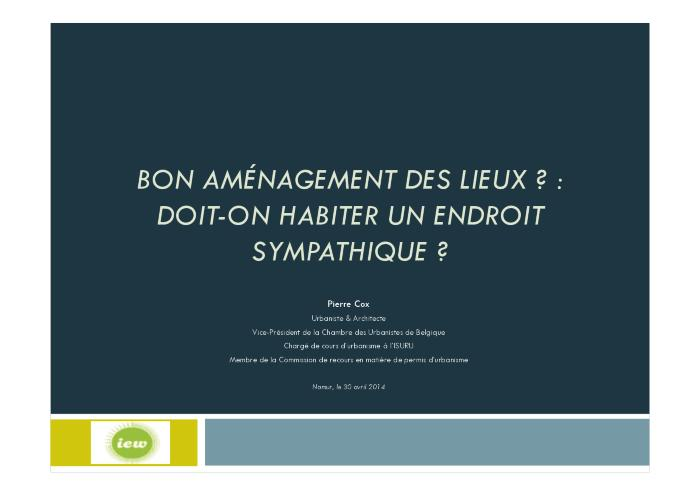 BON AMÉNAGEMENT DES LIEUX ? :
DOIT-ON HABITER UN ENDROIT
SYMPATHIQUE ?
Pierre Cox
Urbaniste & Architecte
Vice-Président de la Chambre des Urbanistes de Belgique
Chargé de cours d'urbanisme à l'ISURU
Membre de la Commission de recours en matière de permis d'urbanisme
Namur, le 30 avril 2014
iew